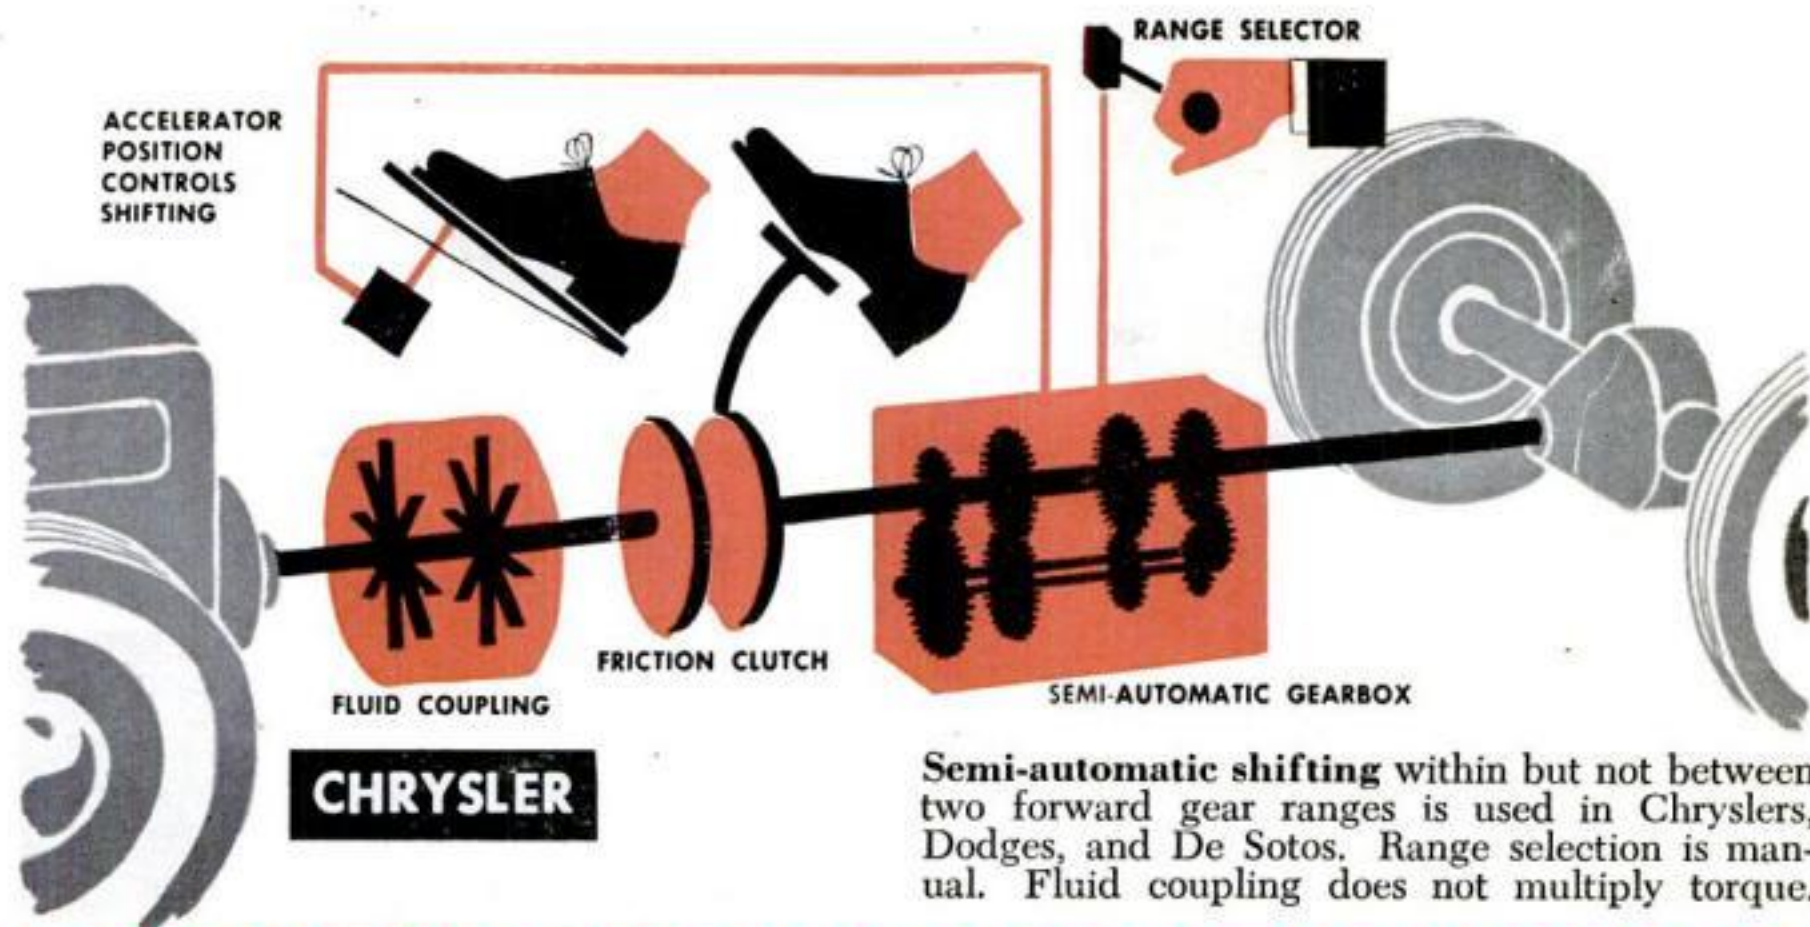 RANGE SELECTOR
ACCELERATOR
POSITION
CONTROLS
SHIFTING
FRICTION CLUTCH
FLUID COUPLING
SEMI-AUTOMATIC GEARBOX
CHRYSLER
Semi-automatic shifting within but not between
two forward gear ranges is used in Chryslers,
Dodges, and De Sotos. Range selection is man-
ual. Fluid coupling does not multiply torque.